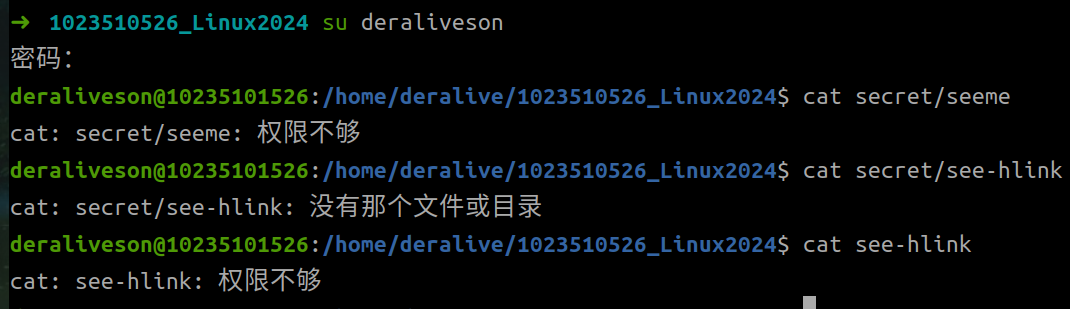 ➜ 1023510526_Linux2024 su deraliveson
密码：
deraliveson@10235101526:/home/deralive/1023510526_Linux2024$ cat secret/seeme
cat: secret/seeme: 权限不够
deraliveson@10235101526:/home/deralive/1023510526_Linux2024$ cat secret/see-hlink
cat: secret/see-hlink: 没有那个文件或目录
deraliveson@10235101526:/home/deralive/1023510526_Linux2024$ cat see-hlink
cat: see-hlink: 权限不够